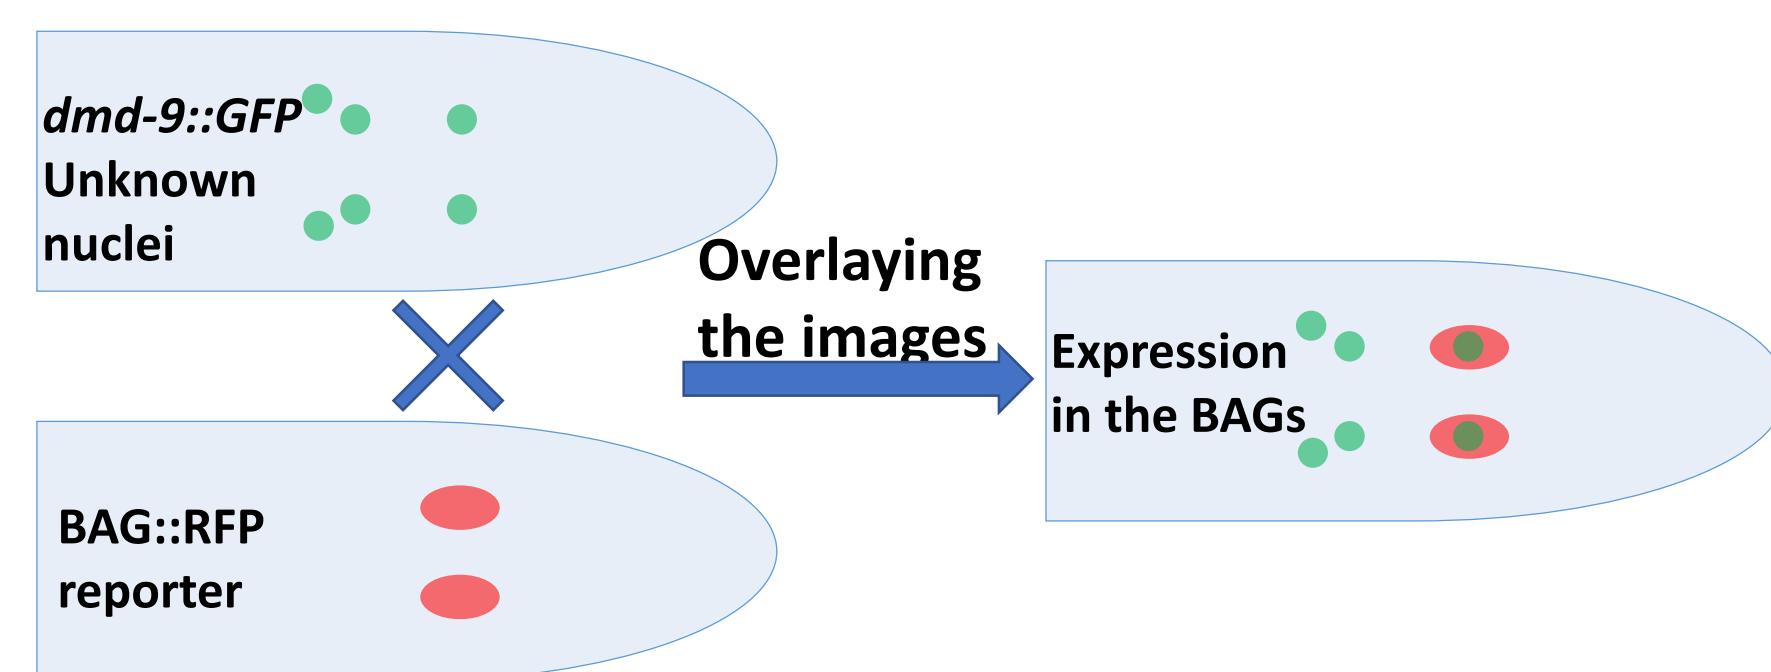 dmd-9::GFP
Unknown
nuclei
Overlaying
the images
BAG::RFP
reporter
Expression
in the BAGs